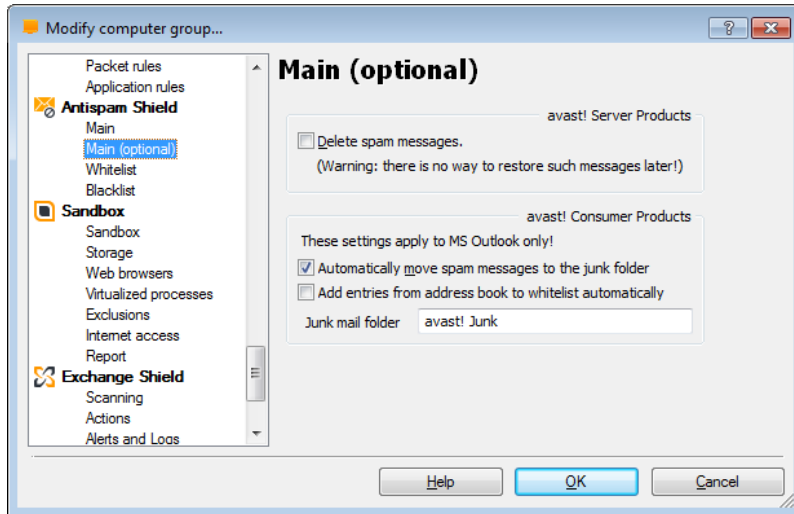 Modify computer group...
Packet rules
Application rules
Antispam Shield
Main
Main (optional)
Whitelist
Blacklist
Sandbox
Sandbox
Storage
Web browsers
Virtualized processes
Exclusions
Internet access
Report
Exchange Shield
Scanning
Actions
Alerts and Logs
Main (optional)
avast! Server Products
Delete spam messages.
(Warning: there is no way to restore such messages later!)
avast! Consumer Products
These settings apply to MS Outlook only!
Automatically move spam messages to the junk folder
Add entries from address book to whitelist automatically
Junk mail folder avast! Junk
Help OK Cancel